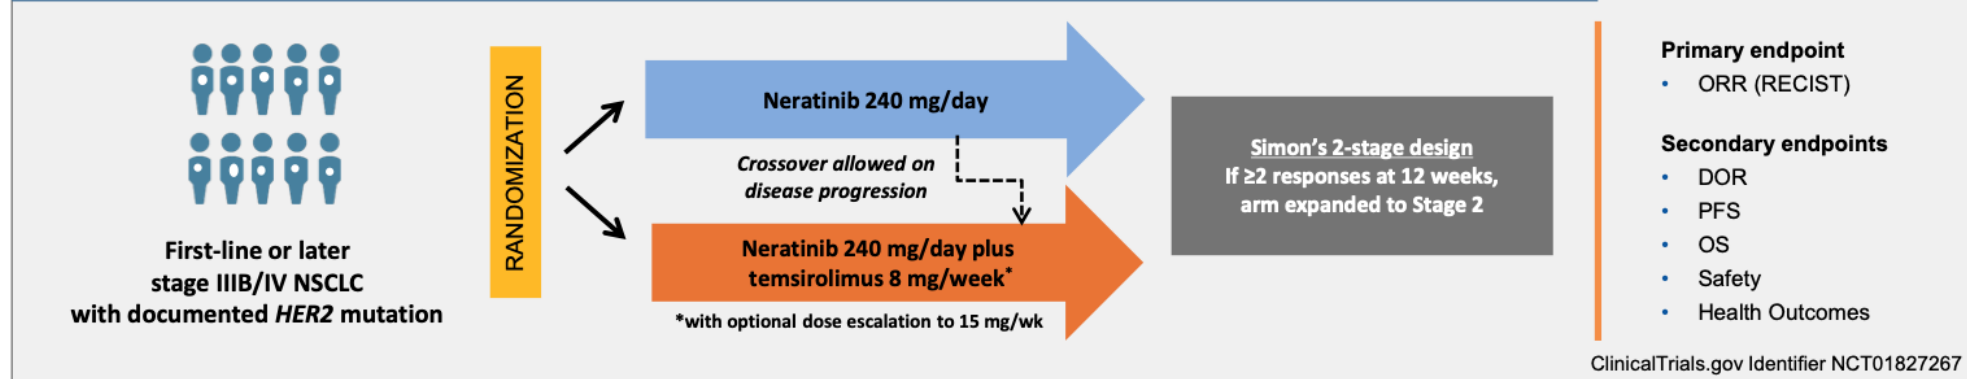 First-line or later
stage IIIB/IV NSCLC
with documented HER2 mutation
RANDOMIZATION
Neratinib 240 mg/day
Crossover allowed on
disease progression
Neratinib 240 mg/day plus
temsirolimus 8 mg/week*
*with optional dose escalation to 15 mg/wk
Simon's 2-stage design
If ≥2 responses at 12 weeks,
arm expanded to Stage 2
Primary endpoint
• ORR (RECIST)
Secondary endpoints
• DOR
• PFS
• OS
• Safety
• Health Outcomes
ClinicalTrials.gov Identifier NCT01827267